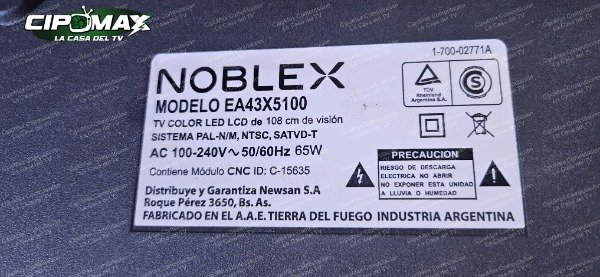 CIPOMAX
LA CASA DEL TV
1-700-02771A
NOBLEX
MODELO EA43X5100
TV COLOR LED LCD de 108 cm de visión
SISTEMA PAL-N/M, NTSC, SATVD-T
AC 100-240V~50/60Hz 65W
Contiene Módulo CNC ID: C-15635
Distribuye y Garantiza Newsan S.A
Roque Pérez 3650, Bs. As.
FABRICADO EN EL A.A.E. TIERRA DEL FUEGO INDUSTRIA ARGENTINA
TÜV
Rheinland
Argentina S.A.
S
PRECAUCION
RIESGO DE DESCARGA
ELECTRICA NO ABRIR
NO EXPONER ESTA UNIDAD
A LLUVIA O HUMEDAD